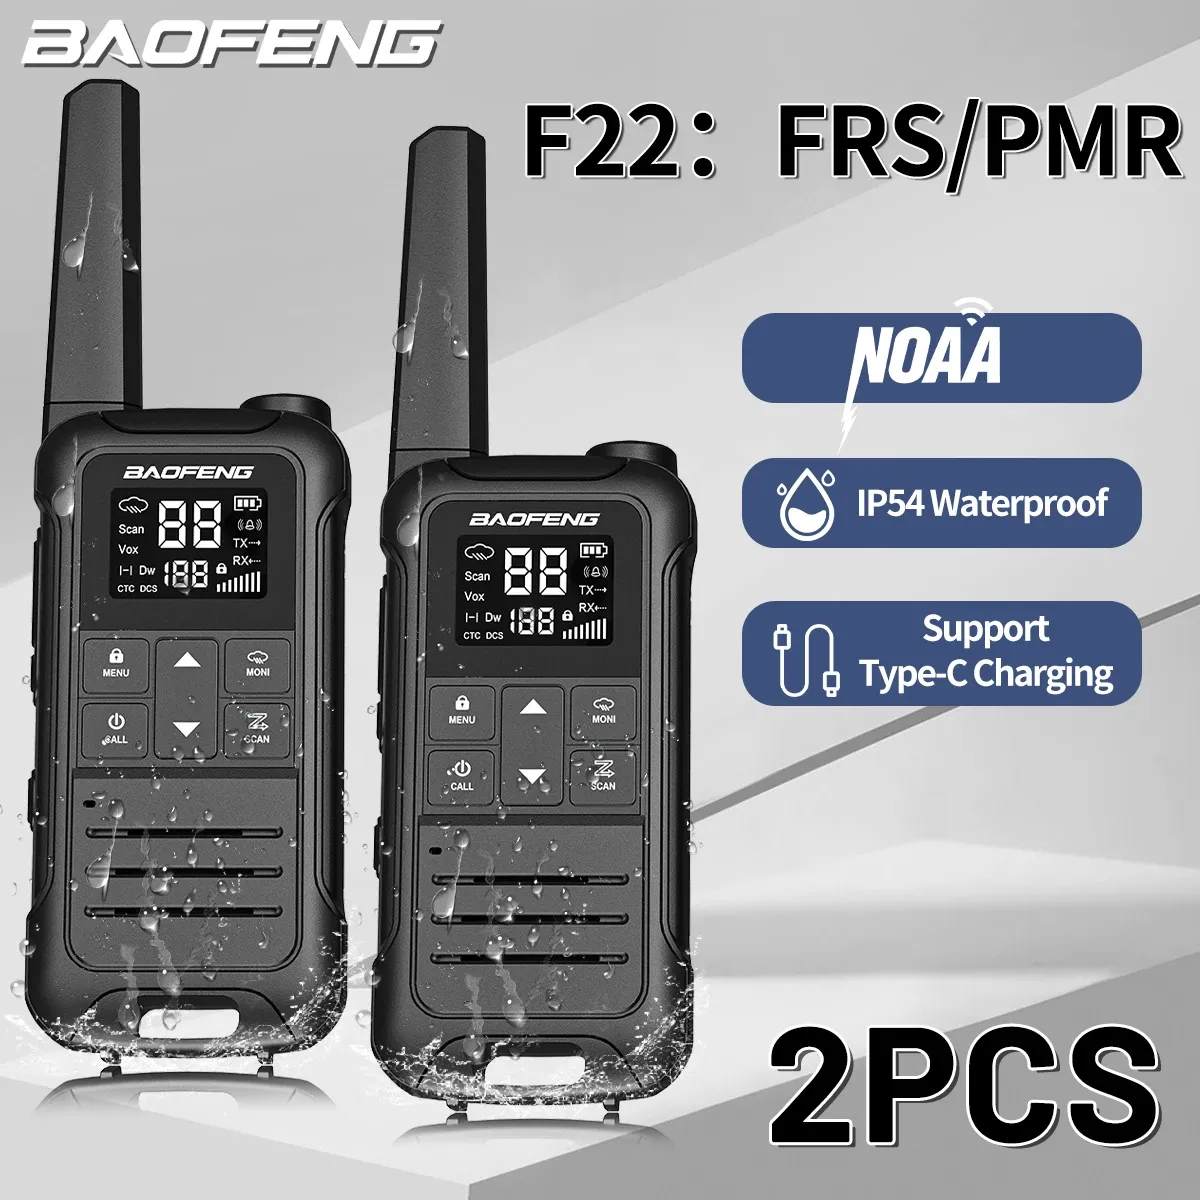 BAOFENG
F22: FRS/PMR
NOAA
IP54 Waterproof
Support
Type-C Charging
BAOFENG
Scan
88
Vox
TX
Dw
188
RX
CTC DCS
MENU
MONI
CALL
SCAN
BAOFENG
Scan
88
Vox
TX
Dw
188
RX
CTC DCS
MENU
MONI
CALL
SCAN
2PCS